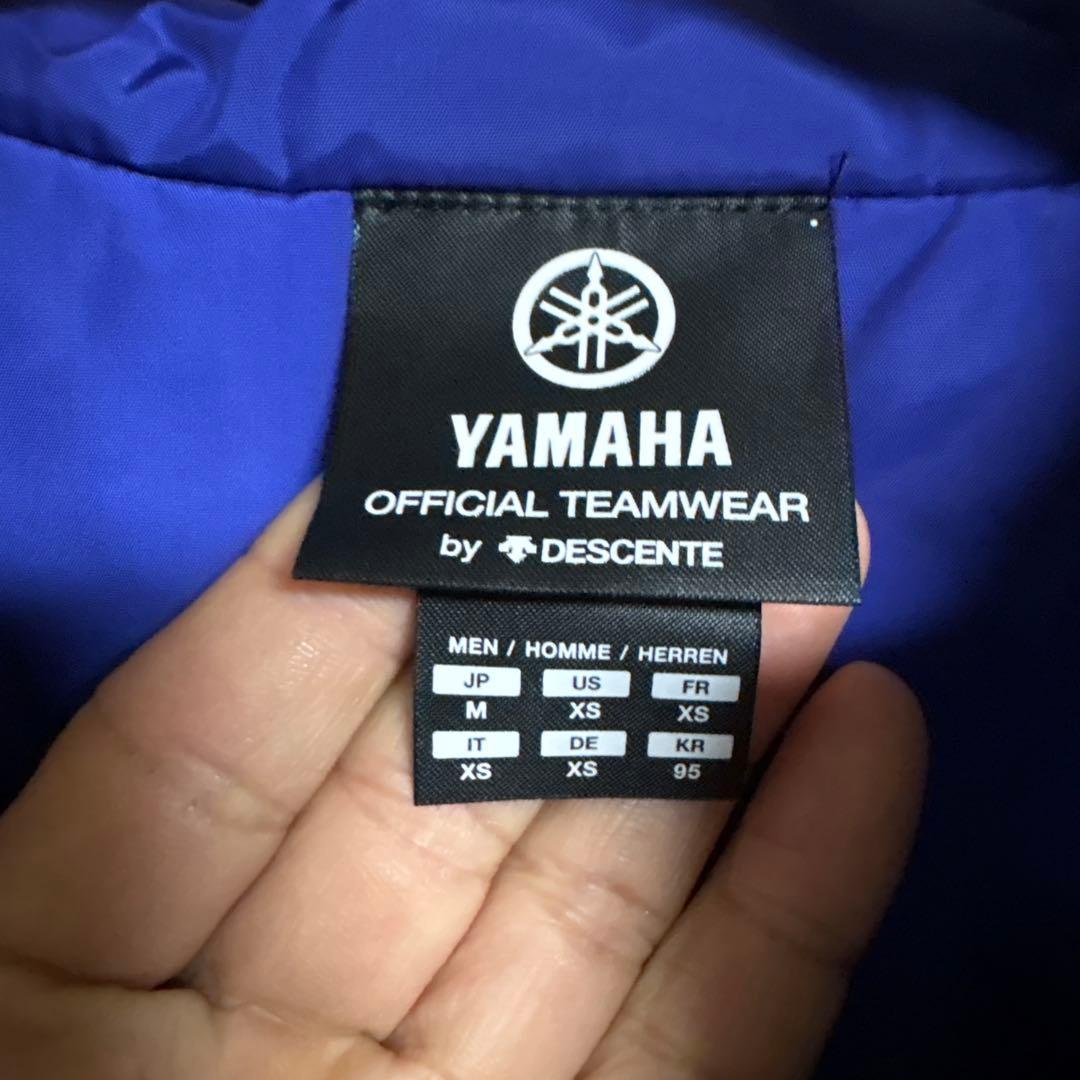 YAMAHA
OFFICIAL TEAMWEAR
by DESCENTE
MEN / HOMME / HERREN
JP US FR
M XS XS
IT DE KR
XS XS 95